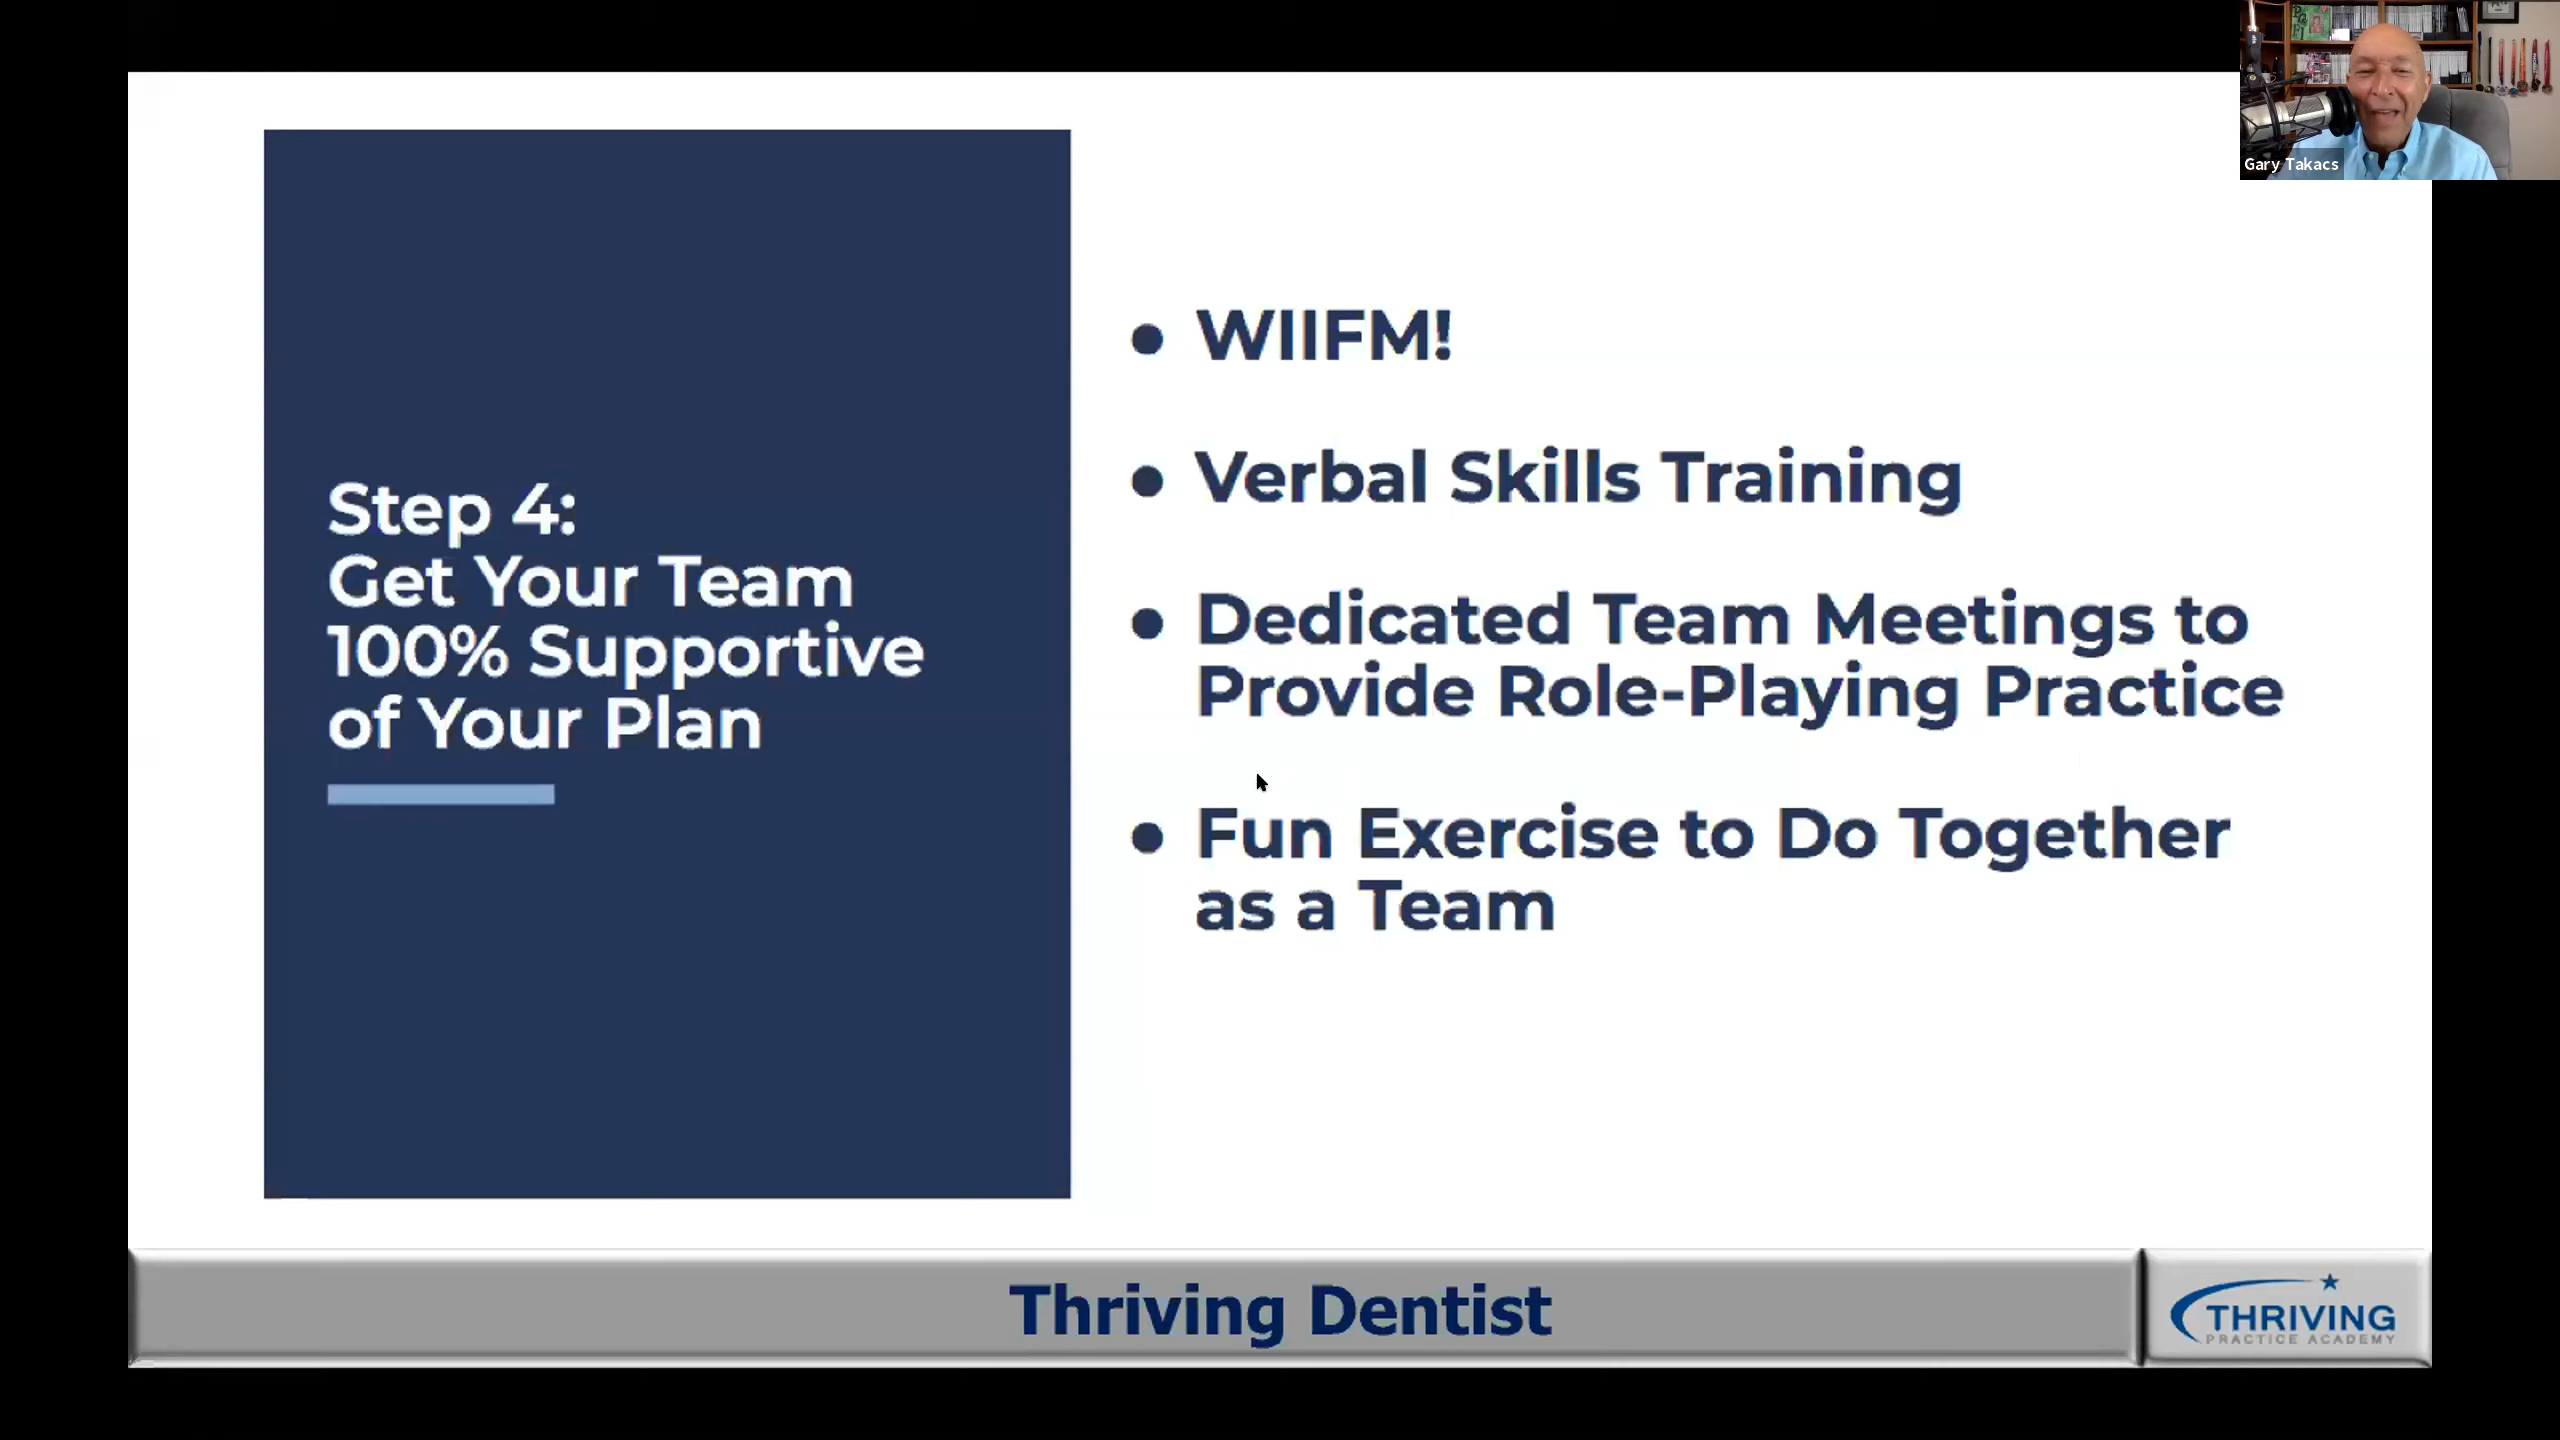 Gary Takacs
Step 4:
Get Your Team
100% Supportive
of Your Plan
● WIIFM!
● Verbal Skills Training
● Dedicated Team Meetings to
Provide Role-Playing Practice
● Fun Exercise to Do Together
as a Team
Thriving Dentist
THRIVING
PRACTICE ACADEMY